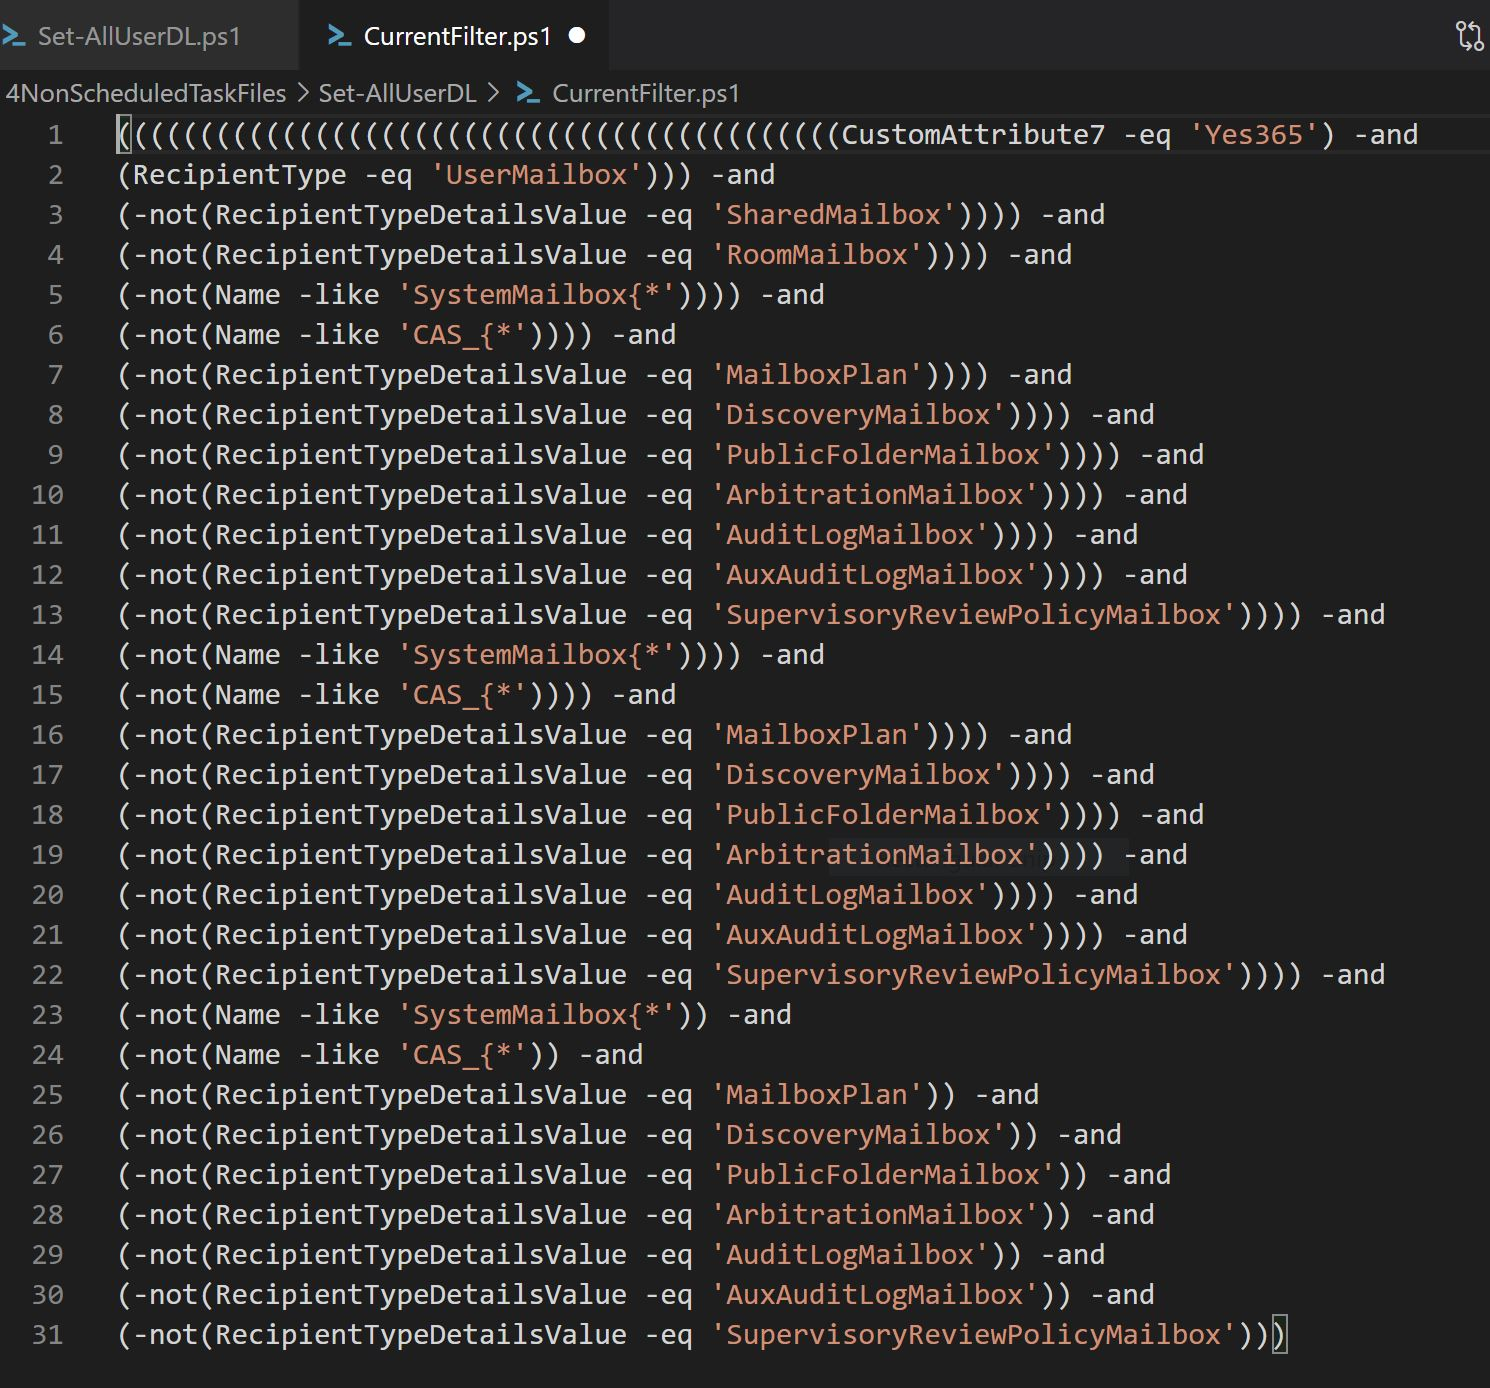 Set-AllUserDL.ps1
CurrentFilter.ps1
4NonScheduledTaskFiles > Set-AllUserDL > CurrentFilter.ps1
1 ((((((((((((((((((((((((((((((((((((((((((((CustomAttribute7 -eq 'Yes365') -and
2 (RecipientType -eq 'UserMailbox'))) -and
3 (-not(RecipientTypeDetailsValue -eq 'SharedMailbox')))) -and
4 (-not(RecipientTypeDetailsValue -eq 'RoomMailbox')))) -and
5 (-not(Name -like 'SystemMailbox{*')))) -and
6 (-not(Name -like 'CAS_{*')))) -and
7 (-not(RecipientTypeDetailsValue -eq 'MailboxPlan')))) -and
8 (-not(RecipientTypeDetailsValue -eq 'DiscoveryMailbox')))) -and
9 (-not(RecipientTypeDetailsValue -eq 'PublicFolderMailbox')))) -and
10 (-not(RecipientTypeDetailsValue -eq 'ArbitrationMailbox')))) -and
11 (-not(RecipientTypeDetailsValue -eq 'AuditLogMailbox')))) -and
12 (-not(RecipientTypeDetailsValue -eq 'AuxAuditLogMailbox')))) -and
13 (-not(RecipientTypeDetailsValue -eq 'SupervisoryReviewPolicyMailbox')))) -and
14 (-not(Name -like 'SystemMailbox{*')))) -and
15 (-not(Name -like 'CAS_{*')))) -and
16 (-not(RecipientTypeDetailsValue -eq 'MailboxPlan')))) -and
17 (-not(RecipientTypeDetailsValue -eq 'DiscoveryMailbox')))) -and
18 (-not(RecipientTypeDetailsValue -eq 'PublicFolderMailbox')))) -and
19 (-not(RecipientTypeDetailsValue -eq 'ArbitrationMailbox')))) -and
20 (-not(RecipientTypeDetailsValue -eq 'AuditLogMailbox')))) -and
21 (-not(RecipientTypeDetailsValue -eq 'AuxAuditLogMailbox')))) -and
22 (-not(RecipientTypeDetailsValue -eq 'SupervisoryReviewPolicyMailbox')))) -and
23 (-not(Name -like 'SystemMailbox{*')) -and
24 (-not(Name -like 'CAS_{*')) -and
25 (-not(RecipientTypeDetailsValue -eq 'MailboxPlan')) -and
26 (-not(RecipientTypeDetailsValue -eq 'DiscoveryMailbox')) -and
27 (-not(RecipientTypeDetailsValue -eq 'PublicFolderMailbox')) -and
28 (-not(RecipientTypeDetailsValue -eq 'ArbitrationMailbox')) -and
29 (-not(RecipientTypeDetailsValue -eq 'AuditLogMailbox')) -and
30 (-not(RecipientTypeDetailsValue -eq 'AuxAuditLogMailbox')) -and
31 (-not(RecipientTypeDetailsValue -eq 'SupervisoryReviewPolicyMailbox')))